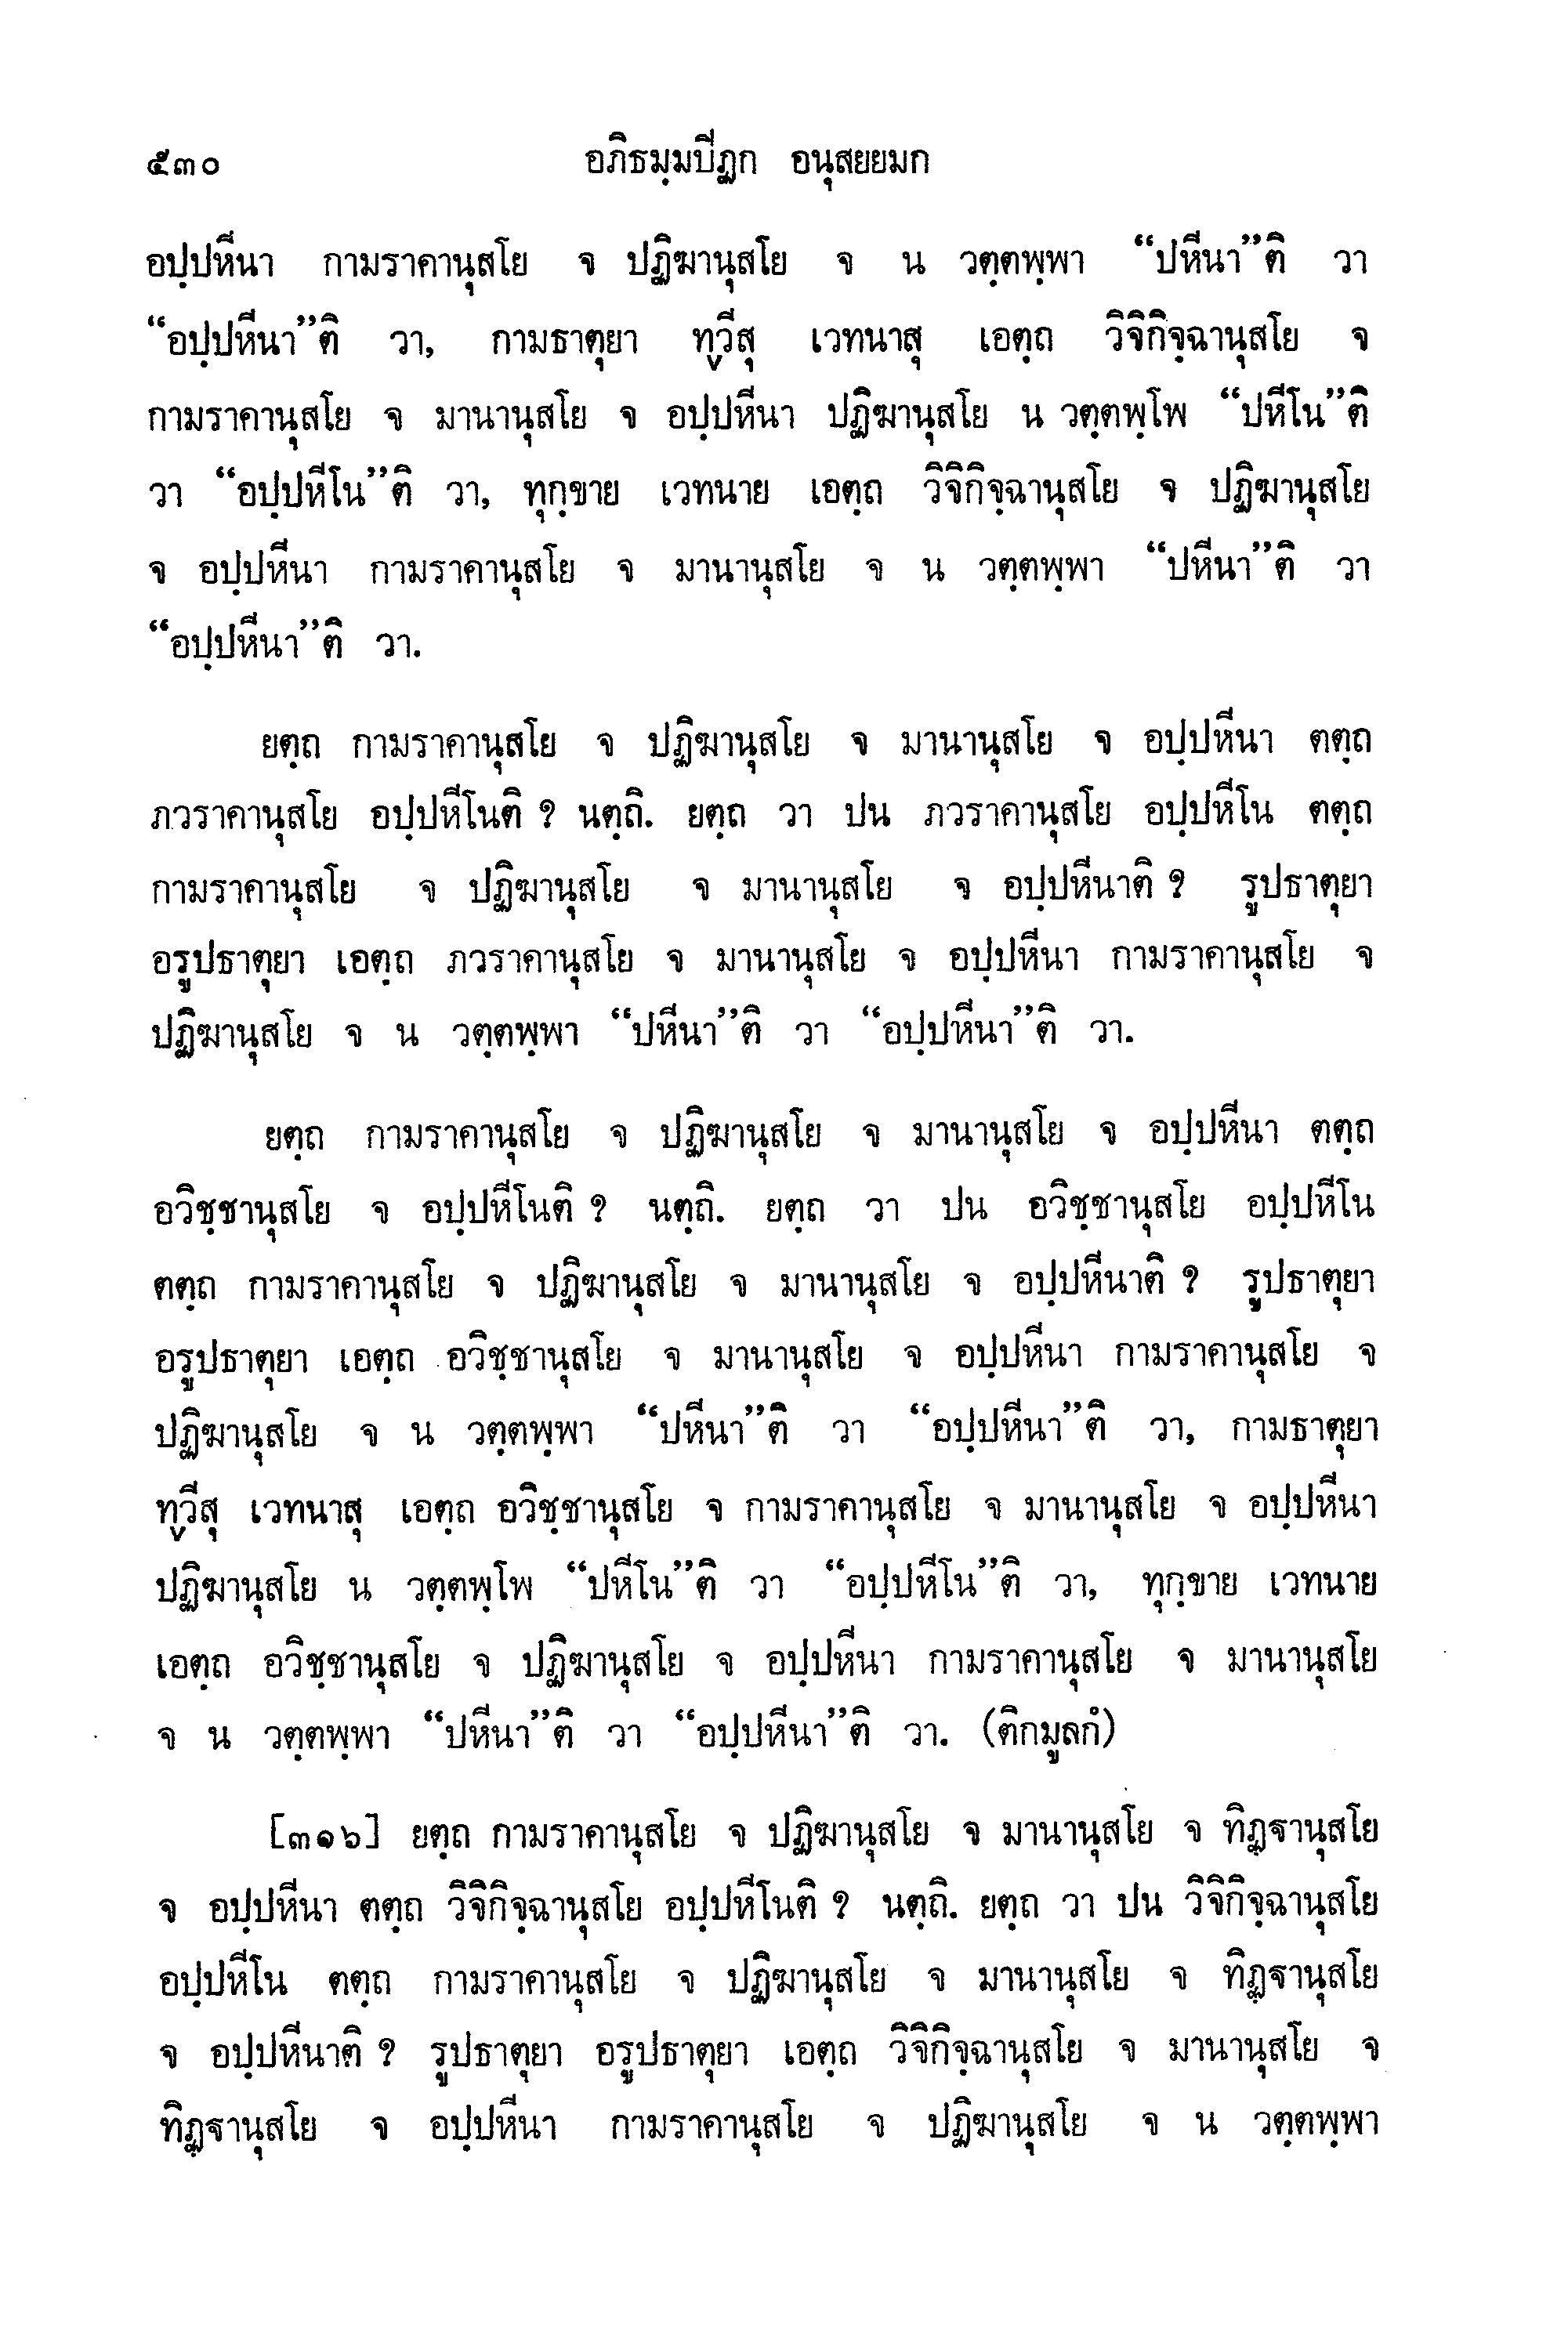 ๕๓๐ อภิธมฺมปีฏก อนุสยยมก
อปฺปหีนา กามราคานุสโย จ ปฏิฆานุสโย จ น วตฺตพฺพา “ปหีนา”ติ วา
“อปฺปหีนา”ติ วา, กามธาตุยา ทฺวีสุ เวทนาสุ เอตฺถ วิจิกิจฺฉานุสโย จ
กามราคานุสโย จ มานานุสโย จ อปฺปหีนา ปฏิฆานุสโย น วตฺตพฺโพ “ปหีโน”ติ
วา “อปฺปหีโน”ติ วา, ทุกฺขาย เวทนาย เอตฺถ วิจิกิจฺฉานุสโย จ ปฏิฆานุสโย
จ อปฺปหีนา กามราคานุสโย จ มานานุสโย จ น วตฺตพฺพา “ปหีนา”ติ วา
“อปฺปหีนา”ติ วา.
ยตฺถ กามราคานุสโย จ ปฏิฆานุสโย จ มานานุสโย จ อปฺปหีนา ตตฺถ
ภวราคานุสโย อปฺปหีโนติ ? นตฺถิ. ยตฺถ วา ปน ภวราคานุสโย อปฺปหีโน ตตฺถ
กามราคานุสโย จ ปฏิฆานุสโย จ มานานุสโย จ อปฺปหีนาติ ? รูปธาตุยา
อรูปธาตุยา เอตฺถ ภวราคานุสโย จ มานานุสโย จ อปฺปหีนา กามราคานุสโย จ
ปฏิฆานุสโย จ น วตฺตพฺพา “ปหีนา”ติ วา “อปฺปหีนา”ติ วา.
ยตฺถ กามราคานุสโย จ ปฏิฆานุสโย จ มานานุสโย จ อปฺปหีนา ตตฺถ
อวิชฺชานุสโย จ อปฺปหีโนติ ? นตฺถิ. ยตฺถ วา ปน อวิชฺชานุสโย อปฺปหีโน
ตตฺถ กามราคานุสโย จ ปฏิฆานุสโย จ มานานุสโย จ อปฺปหีนาติ ? รูปธาตุยา
อรูปธาตุยา เอตฺถ อวิชฺชานุสโย จ มานานุสโย จ อปฺปหีนา กามราคานุสโย จ
ปฏิฆานุสโย จ น วตฺตพฺพา “ปหีนา”ติ วา “อปฺปหีนา”ติ วา, กามธาตุยา
ทฺวีสุ เวทนาสุ เอตฺถ อวิชฺชานุสโย จ กามราคานุสโย จ มานานุสโย จ อปฺปหีนา
ปฏิฆานุสโย น วตฺตพฺโพ “ปหีโน”ติ วา “อปฺปหีโน”ติ วา, ทุกฺขาย เวทนาย
เอตฺถ อวิชฺชานุสโย จ ปฏิฆานุสโย จ อปฺปหีนา กามราคานุสโย จ มานานุสโย
จ น วตฺตพฺพา “ปหีนา”ติ วา “อปฺปหีนา”ติ วา. (ติกมูลกํ)
[๓๑๖] ยตฺถ กามราคานุสโย จ ปฏิฆานุสโย จ มานานุสโย จ ทิฏฺฐานุสโย
จ อปฺปหีนา ตตฺถ วิจิกิจฺฉานุสโย อปฺปหีโนติ ? นตฺถิ. ยตฺถ วา ปน วิจิกิจฺฉานุสโย
อปฺปหีโน ตตฺถ กามราคานุสโย จ ปฏิฆานุสโย จ มานานุสโย จ ทิฏฺฐานุสโย
จ อปฺปหีนาติ ? รูปธาตุยา อรูปธาตุยา เอตฺถ วิจิกิจฺฉานุสโย จ มานานุสโย จ
ทิฏฺฐานุสโย จ อปฺปหีนา กามราคานุสโย จ ปฏิฆานุสโย จ น วตฺตพฺพา